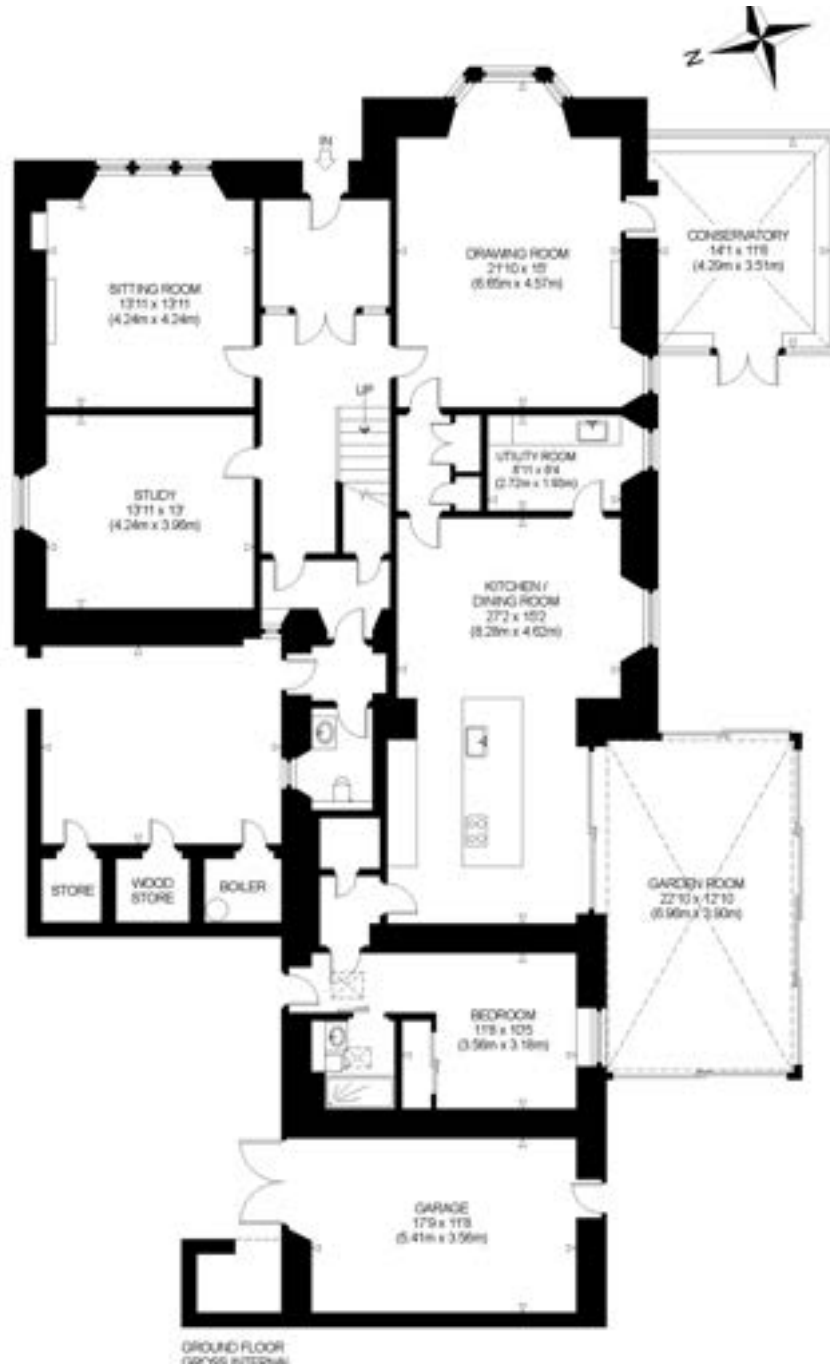 N
IN
SITTING ROOM
13'11 x 13'11
(4.24m x 4.24m)
DRAWING ROOM
21'10 x 15'
(6.65m x 4.57m)
CONSERVATORY
14'1 x 11'6
(4.29m x 3.51m)
UP
STUDY
13'11 x 13'
(4.24m x 3.96m)
UTILITY ROOM
8'11 x 6'4
(2.72m x 1.93m)
KITCHEN /
DINING ROOM
27'2 x 15'2
(8.28m x 4.62m)
STORE
WOOD
STORE
BOILER
GARDEN ROOM
22'10 x 12'10
(6.96m x 3.90m)
BEDROOM
11'8 x 10'5
(3.56m x 3.18m)
GARAGE
17'9 x 11'8
(5.41m x 3.56m)
GROUND FLOOR
GROSS INTERNAL